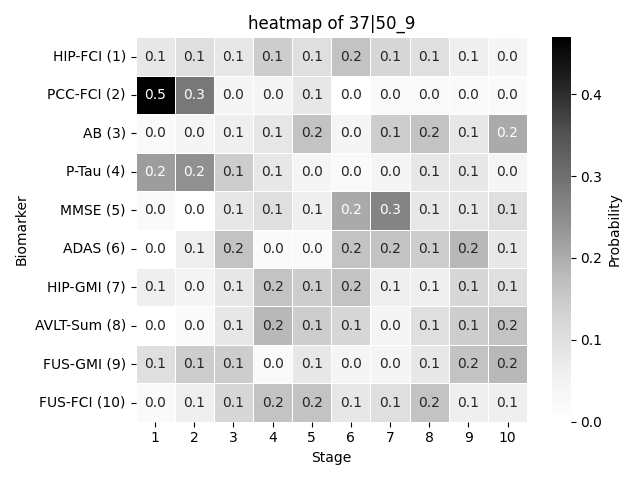 heatmap of 37|50_9
HIP-FCI (1) 0.1 0.1 0.1 0.1 0.1 0.2 0.1 0.1 0.1 0.0
PCC-FCI (2) 0.5 0.3 0.0 0.0 0.1 0.0 0.0 0.0 0.0 0.0
AB (3) 0.0 0.0 0.1 0.1 0.2 0.0 0.1 0.2 0.1 0.2
P-Tau (4) 0.2 0.2 0.1 0.1 0.0 0.0 0.0 0.1 0.1 0.0
MMSE (5) 0.0 0.0 0.1 0.1 0.1 0.2 0.3 0.1 0.1 0.1
ADAS (6) 0.0 0.1 0.2 0.0 0.0 0.2 0.2 0.1 0.2 0.1
HIP-GMI (7) 0.1 0.0 0.1 0.2 0.1 0.2 0.1 0.1 0.1 0.1
AVLT-Sum (8) 0.0 0.0 0.1 0.2 0.1 0.1 0.0 0.1 0.1 0.2
FUS-GMI (9) 0.1 0.1 0.1 0.0 0.1 0.0 0.0 0.1 0.2 0.2
FUS-FCI (10) 0.0 0.1 0.1 0.2 0.2 0.1 0.1 0.2 0.1 0.1
1 2 3 4 5 6 7 8 9 10
Stage
Biomarker
0.4
0.3
0.2
0.1
0.0
Probability